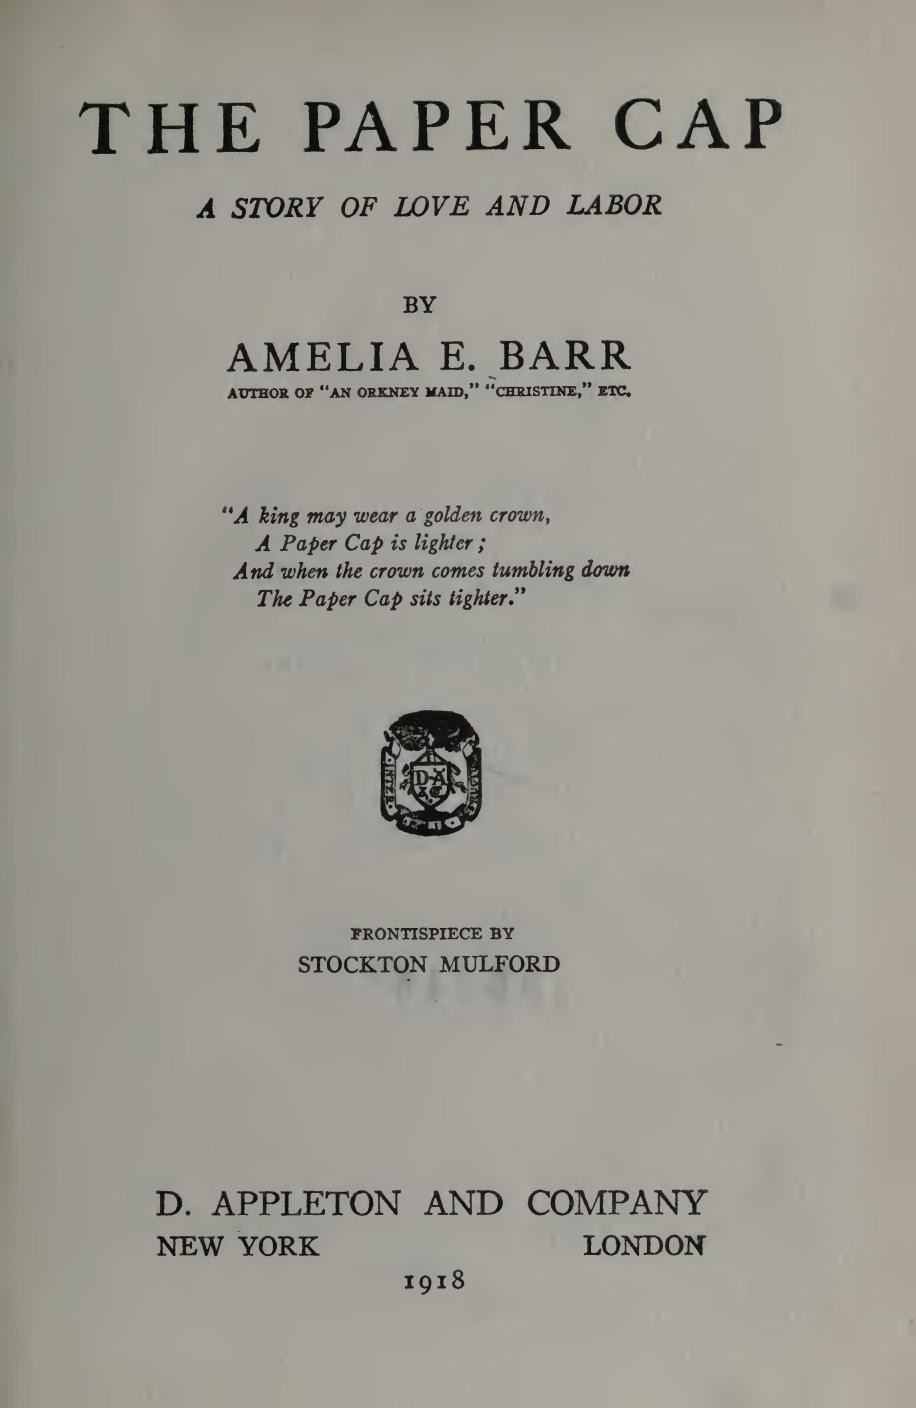 THE PAPER CAP
A STORY OF LOVE AND LABOR
BY
AMELIA E. BARR
AUTHOR OF "AN ORKNEY MAID," "CHRISTINE," ETC.
"A king may wear a golden crown,
A Paper Cap is lighter;
And when the crown comes tumbling down
The Paper Cap sits tighter."
D·A
&C
FRONTISPIECE BY
STOCKTON MULFORD
D. APPLETON AND COMPANY
NEW YORK LONDON
1918